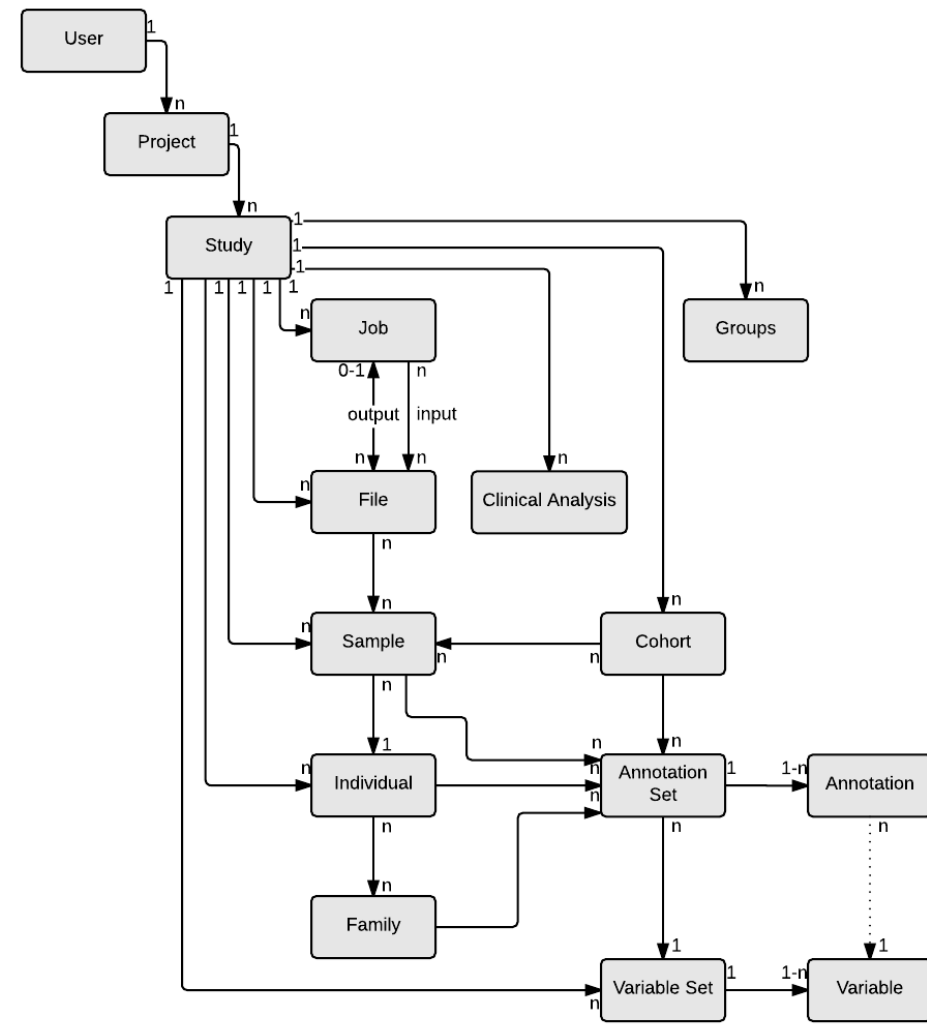 User
1
n
Project
1
n
Study
1
1
1
1
1
1
1
1
1
n
Groups
n
Job
0-1
n
output
input
n
n
n
File
n
Clinical Analysis
n
n
n
Sample
n
n
n
Cohort
n
1
n
Individual
n
n
n
n
Annotation
Set
1
1-n
Annotation
n
n
n
n
Family
1
1
Variable Set
n
1
1-n
Variable